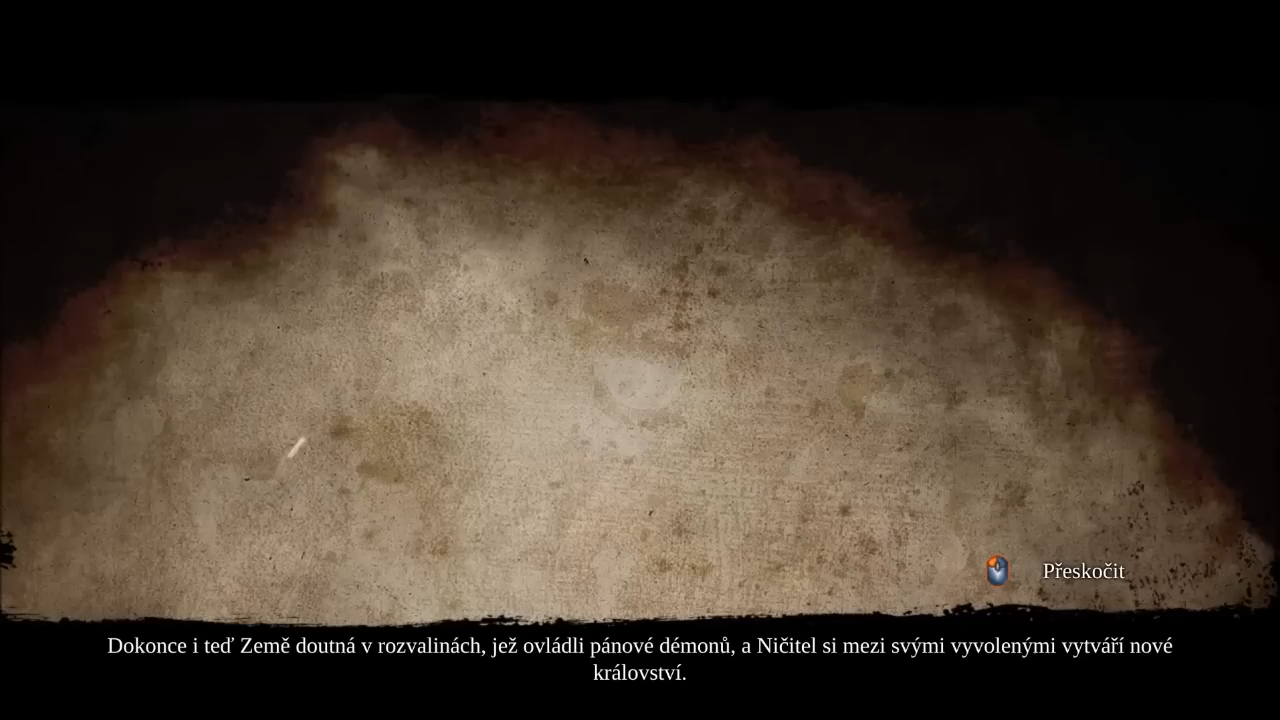 Přeskočit
Dokonce i teď Země doutná v rozvalinách, jež ovládli pánové démonů, a Ničitel si mezi svými vyvolenými vytváří nové
království.